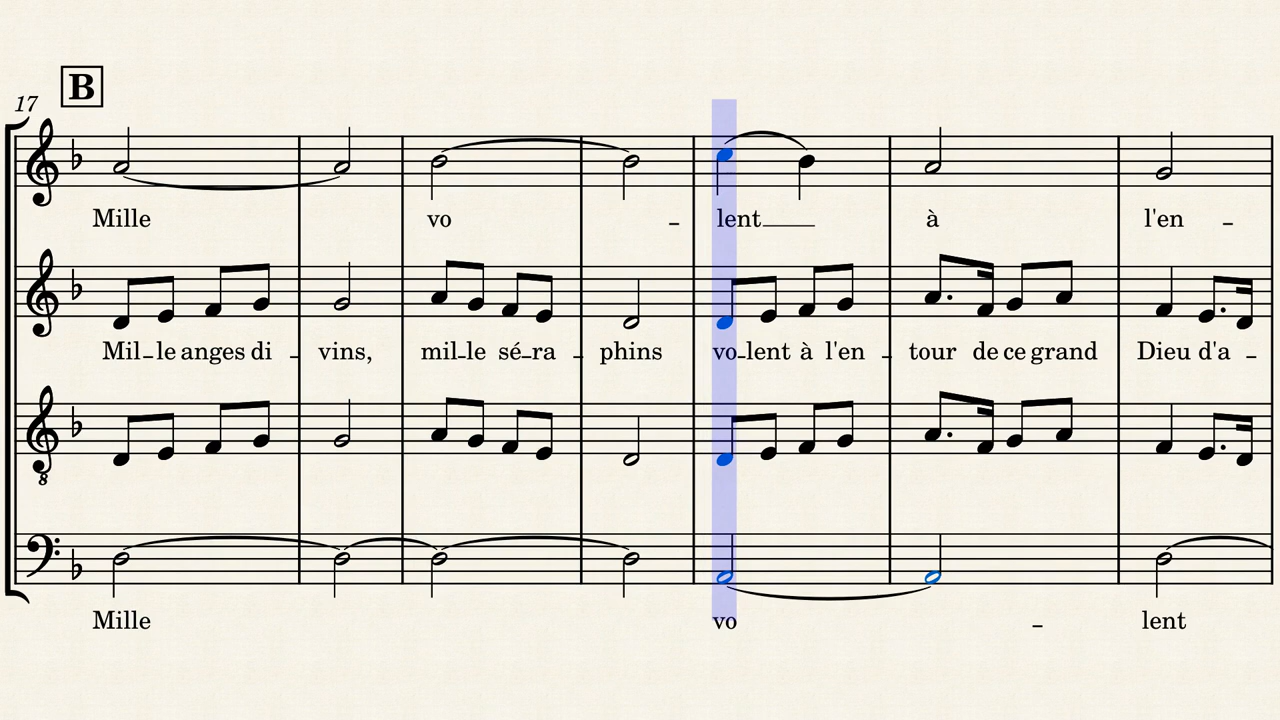 B
17
Mille vo - lent à l'en -
Mil - le anges di - vins, mil - le sé - ra - phins vo - lent à l'en - tour de ce grand Dieu d'a -
8
Mille vo - lent